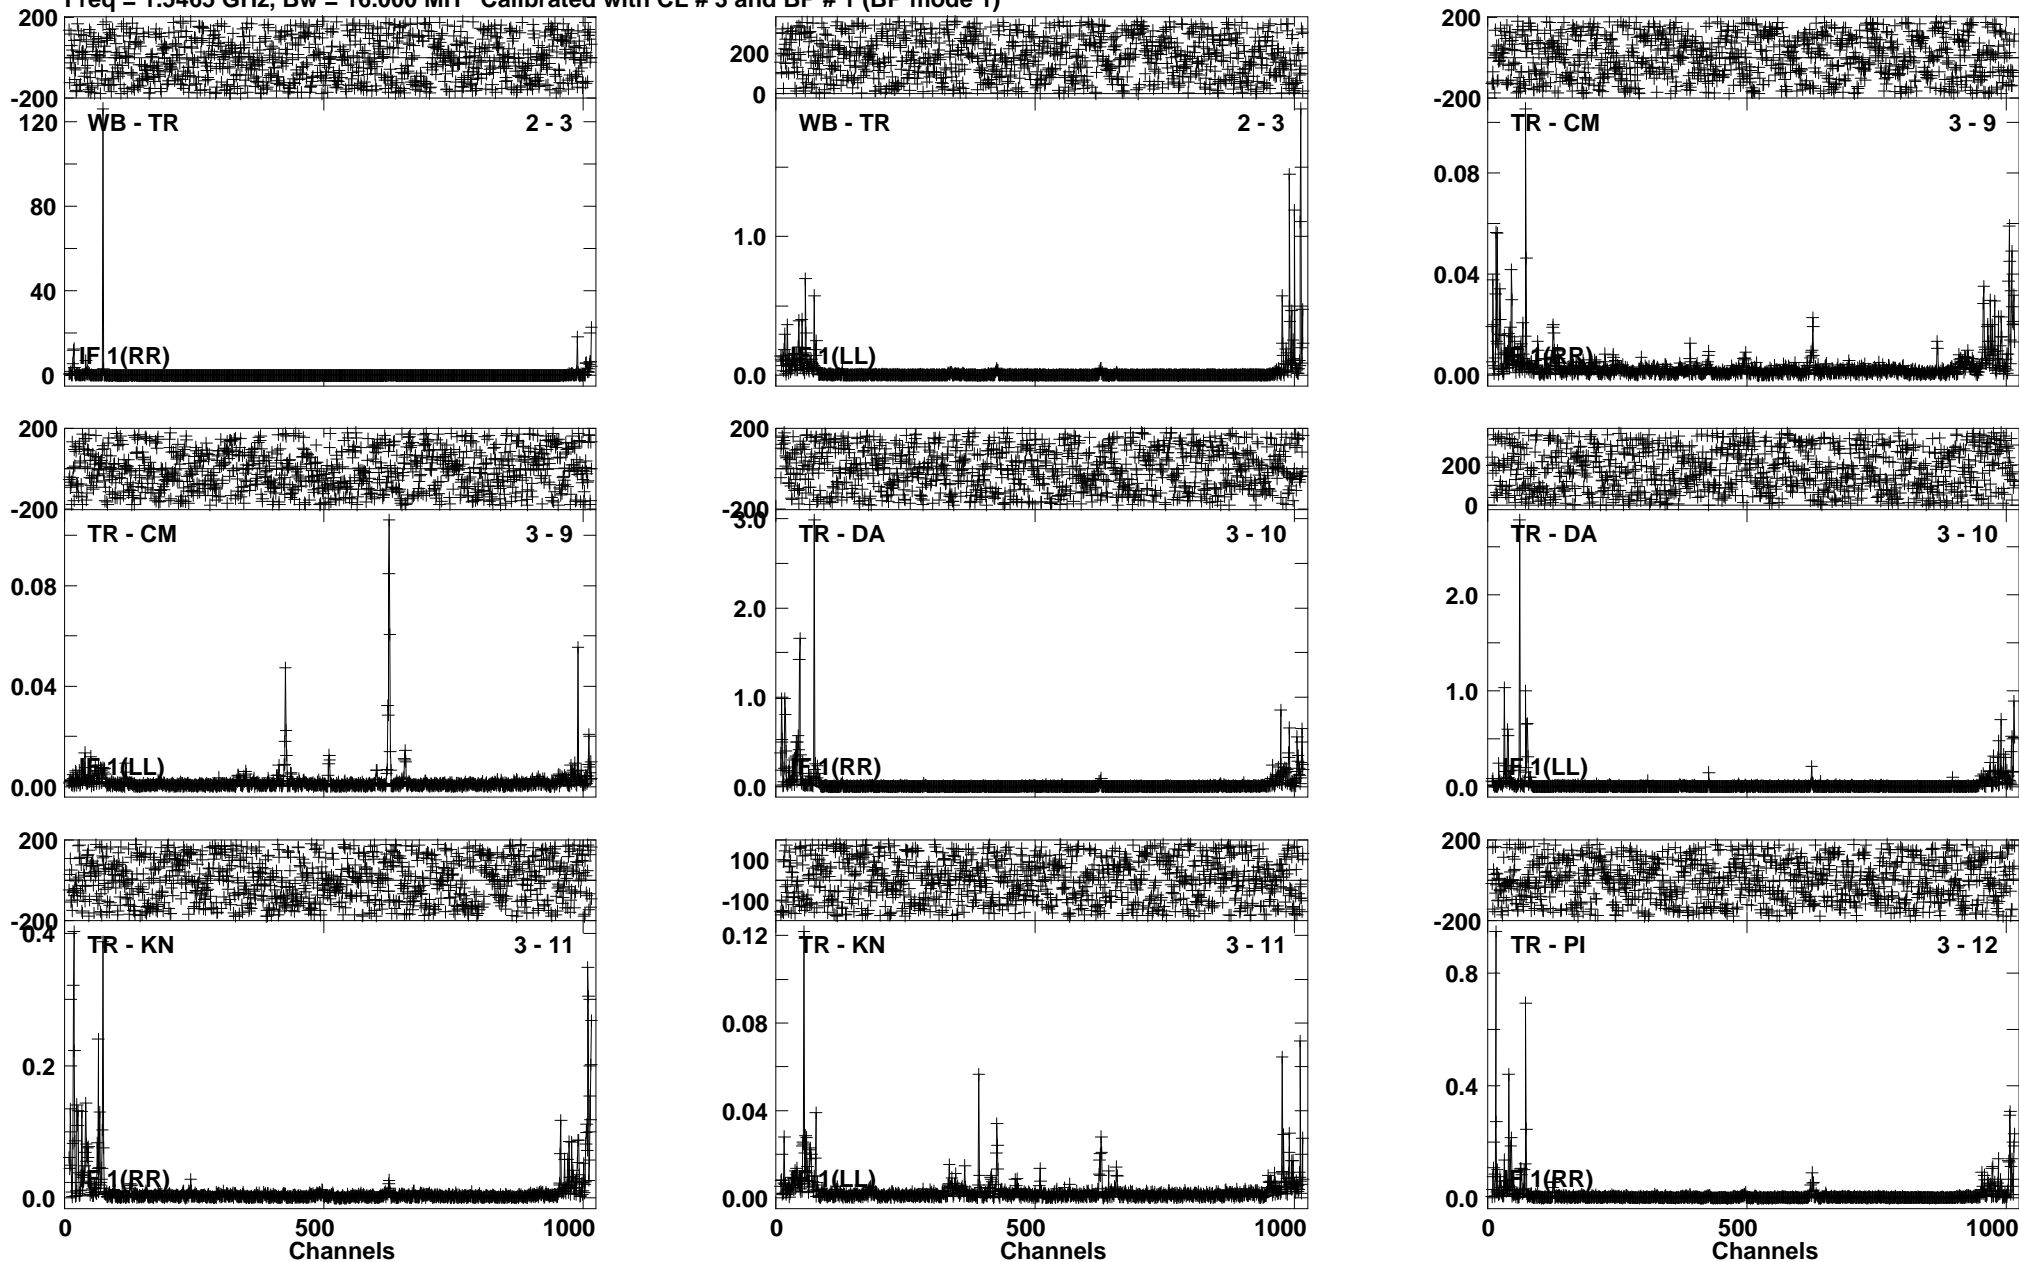 Freq = 1.5465 GHz, Bw = 16.000 MH Calibrated with CL # 3 and BP # 1 (BP mode 1)
200
-200
120
80
40
0
WB - TR
2 - 3
IF 1(RR)
200
0
1.0
0.0
WB - TR
2 - 3
IF 1(LL)
200
-200
0.08
0.04
0.00
TR - CM
3 - 9
IF 1(RR)
200
-200
0.08
0.04
0.00
TR - CM
3 - 9
IF 1(LL)
200
-200
3.0
2.0
1.0
0.0
TR - DA
3 - 10
IF 1(RR)
200
0
2.0
1.0
0.0
TR - DA
3 - 10
IF 1(LL)
200
-200
0.4
0.2
0.0
TR - KN
3 - 11
IF 1(RR)
0
500
1000
Channels
100
-100
0.12
0.08
0.04
0.00
TR - KN
3 - 11
IF 1(LL)
0
500
1000
Channels
200
-200
0.8
0.4
0.0
TR - PI
3 - 12
IF 1(RR)
0
500
1000
Channels